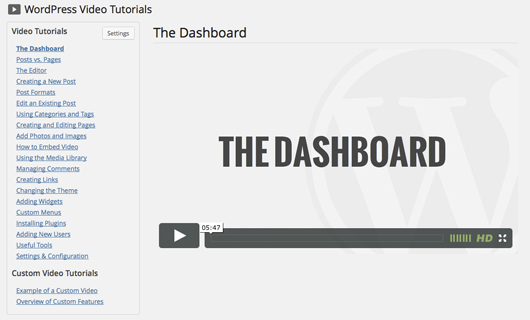 WordPress Video Tutorials
Video Tutorials
Settings
The Dashboard
Posts vs. Pages
The Editor
Creating a New Post
Post Formats
Edit an Existing Post
Using Categories and Tags
Creating and Editing Pages
Add Photos and Images
How to Embed Video
Using the Media Library
Managing Comments
Creating Links
Changing the Theme
Adding Widgets
Custom Menus
Installing Plugins
Adding New Users
Useful Tools
Settings & Configuration
Custom Video Tutorials
Example of a Custom Video
Overview of Custom Features
The Dashboard
THE DASHBOARD
05:47
HD